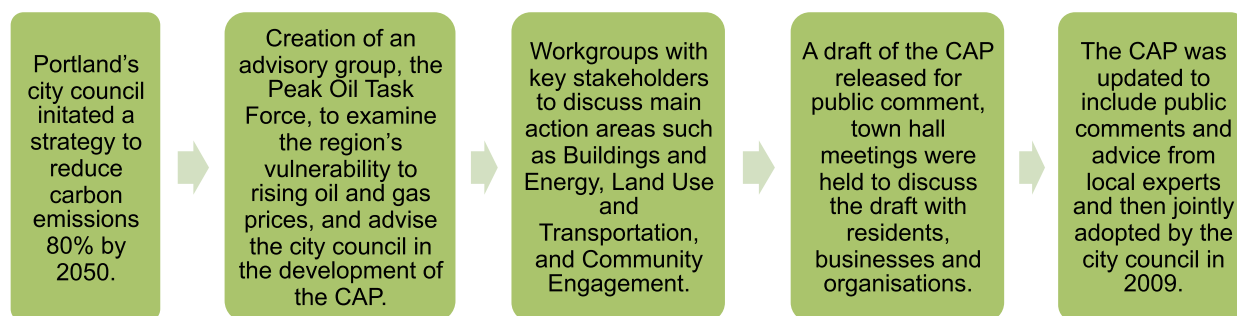 Portland’s
city council
initated a
strategy to
reduce
carbon
emissions
80% by
2050.
Creation of an
advisory group, the
Peak Oil Task
Force, to examine
the region’s
vulnerability to
rising oil and gas
prices, and advise
the city council in
the development of
the CAP.
Workgroups with
key stakeholders
to discuss main
action areas such
as Buildings and
Energy, Land Use
and
Transportation,
and Community
Engagement.
A draft of the CAP
released for
public comment,
town hall
meetings were
held to discuss
the draft with
residents,
businesses and
organisations.
The CAP was
updated to
include public
comments and
advice from
local experts
and then jointly
adopted by the
city council in
2009.